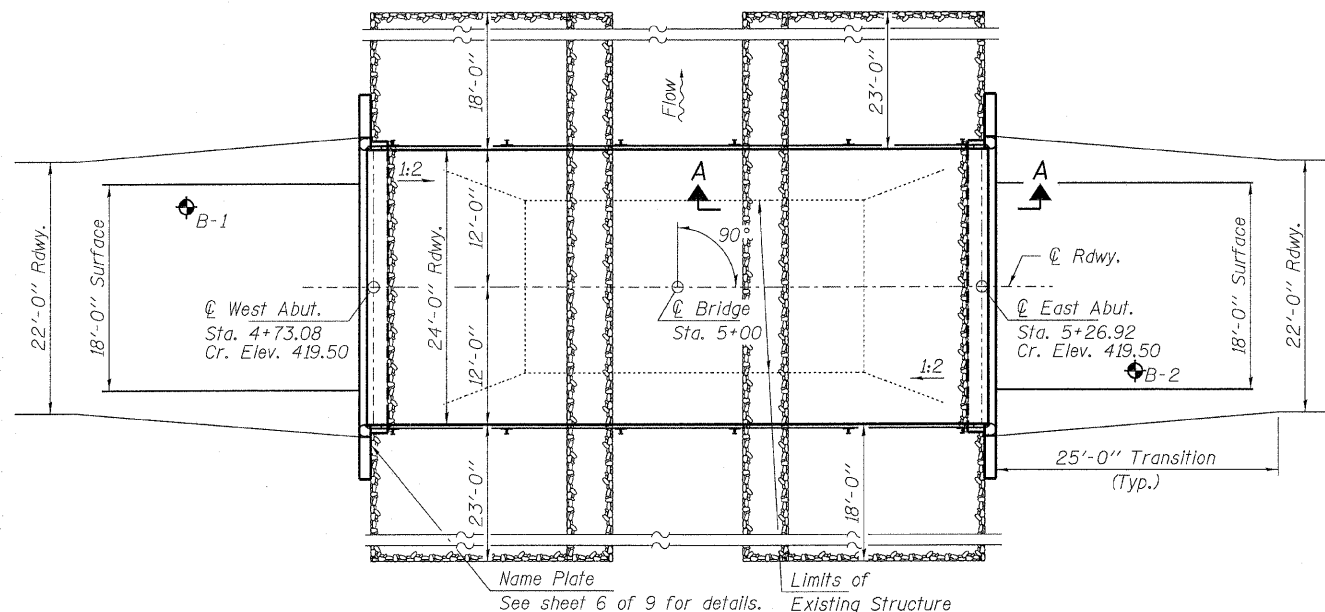 18'-0"
Flow
23'-0"
1:2
A
A
B-1
12'-0"
90°
℄ Rdwy.
22'-0" Rdwy.
18'-0" Surface
℄ West Abut.
Sta. 4+73.08
Cr. Elev. 419.50
24'-0" Rdwy.
12'-0"
℄ Bridge
Sta. 5+00
℄ East Abut.
Sta. 5+26.92
Cr. Elev. 419.50
18'-0" Surface
22'-0" Rdwy.
1:2
B-2
25'-0" Transition
(Typ.)
23'-0"
18'-0"
Name Plate
See sheet 6 of 9 for details.
Limits of
Existing Structure